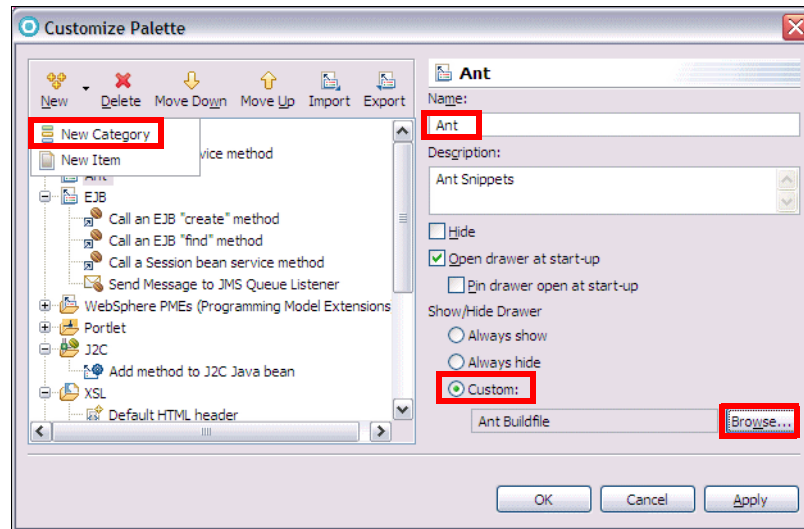 Customize Palette
New
Delete
Move Down
Move Up
Import
Export
New Category
New Item
vice method
Ant
EJB
Call an EJB "create" method
Call an EJB "find" method
Call a Session bean service method
Send Message to JMS Queue Listener
WebSphere PMEs (Programming Model Extensions
Portlet
J2C
Add method to J2C Java bean
XSL
Default HTML header
Ant
Name:
Ant
Description:
Ant Snippets
Hide
Open drawer at start-up
Pin drawer open at start-up
Show/Hide Drawer
Always show
Always hide
Custom:
Ant Buildfile
Browse...
OK
Cancel
Apply